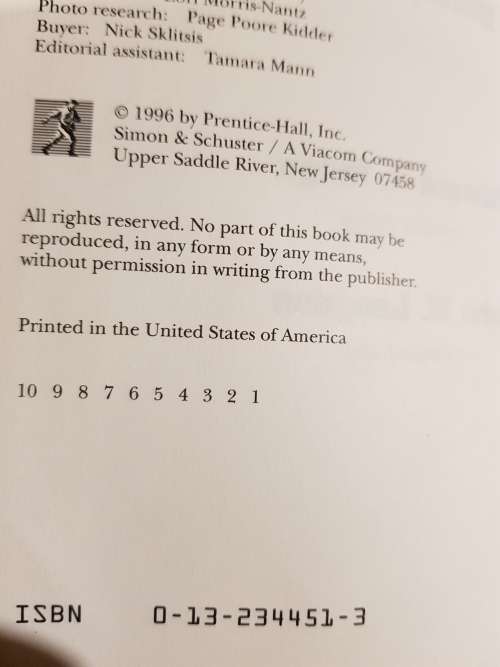 Morris-Nantz
Photo research: Page Poore Kidder
Buyer: Nick Sklitsis
Editorial assistant: Tamara Mann
© 1996 by Prentice-Hall, Inc.
Simon & Schuster / A Viacom Company
Upper Saddle River, New Jersey 07458
All rights reserved. No part of this book may be
reproduced, in any form or by any means,
without permission in writing from the publisher.
Printed in the United States of America
10 9 8 7 6 5 4 3 2 1
ISBN 0-13-234451-3